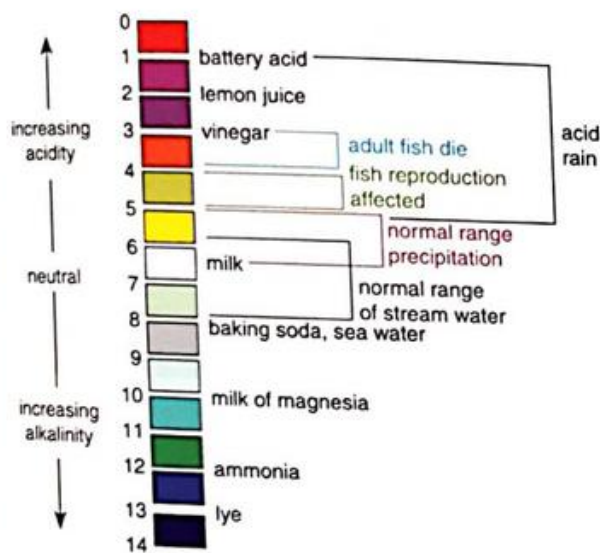 0
1
battery acid
2
lemon juice
increasing
acidity
3
vinegar
adult fish die
acid
rain
4
fish reproduction
affected
5
normal range
precipitation
6
neutral
milk
7
normal range
of stream water
8
baking soda, sea water
9
10
milk of magnesia
increasing
alkalinity
11
12
ammonia
13
lye
14